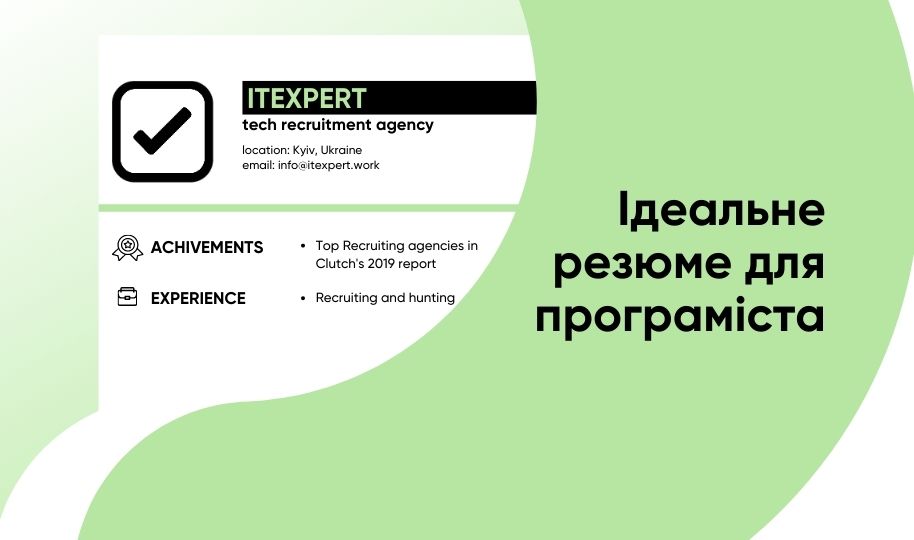 ITEXPERT
tech recruitment agency
location: Kyiv, Ukraine
email: info@itexpert.work
ACHIVEMENTS
• Top Recruiting agencies in
Clutch's 2019 report
EXPERIENCE
• Recruiting and hunting
Ідеальне
резюме для
програміста